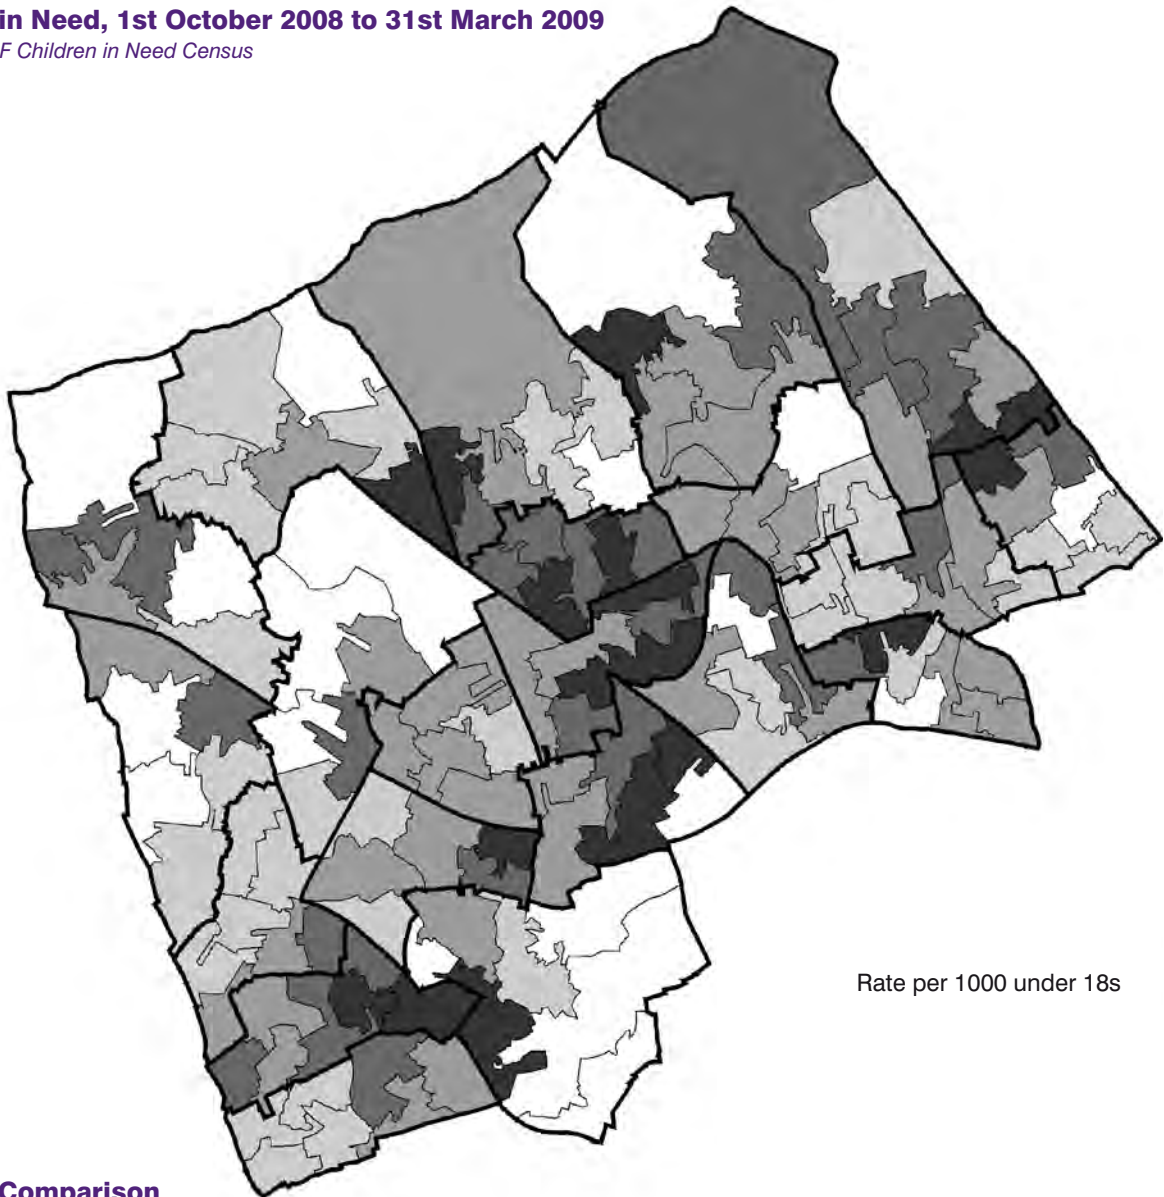 in Need, 1st October 2008 to 31st March 2009
F Children in Need Census
Rate per 1000 under 18s
Comparison